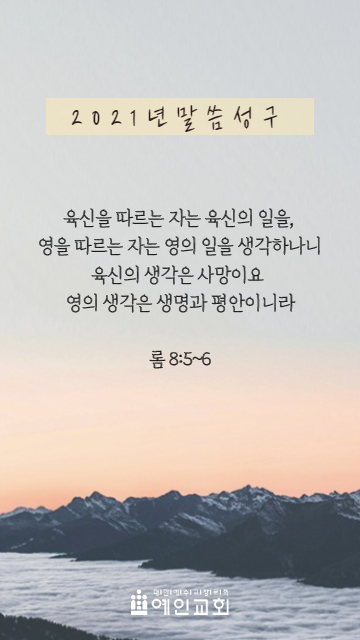 2021년말씀성구
육신을 따르는 자는 육신의 일을,
영을 따르는 자는 영의 일을 생각하나니
육신의 생각은 사망이요
영의 생각은 생명과 평안이니라
롬 8:5~6
예인교회